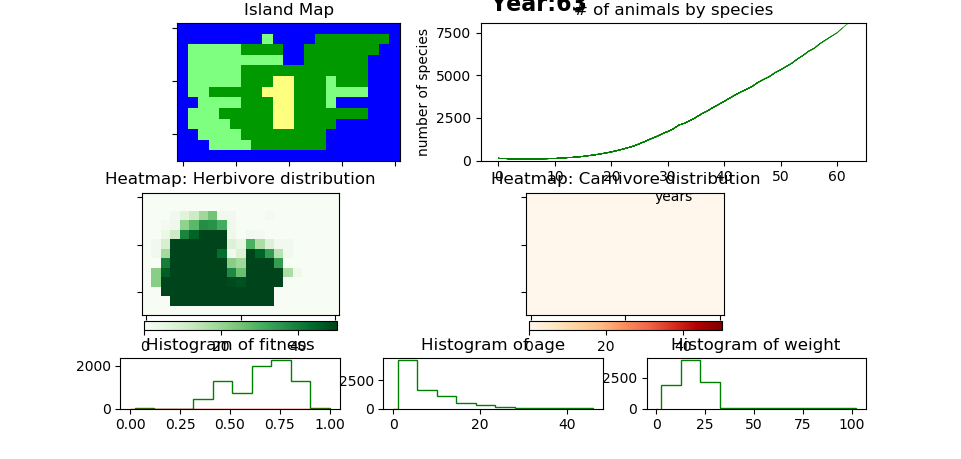 Year:63
Island Map
# of animals by species
number of species
7500
5000
2500
0
0 10 20 30 40 50 60
years
Heatmap: Herbivore distribution
Heatmap: Carnivore distribution
0 20 40
0 20 40
Histogram of fitness
Histogram of age
Histogram of weight
2000
0
0.00 0.25 0.50 0.75 1.00
2500
0
0 20 40
2500
0
0 25 50 75 100